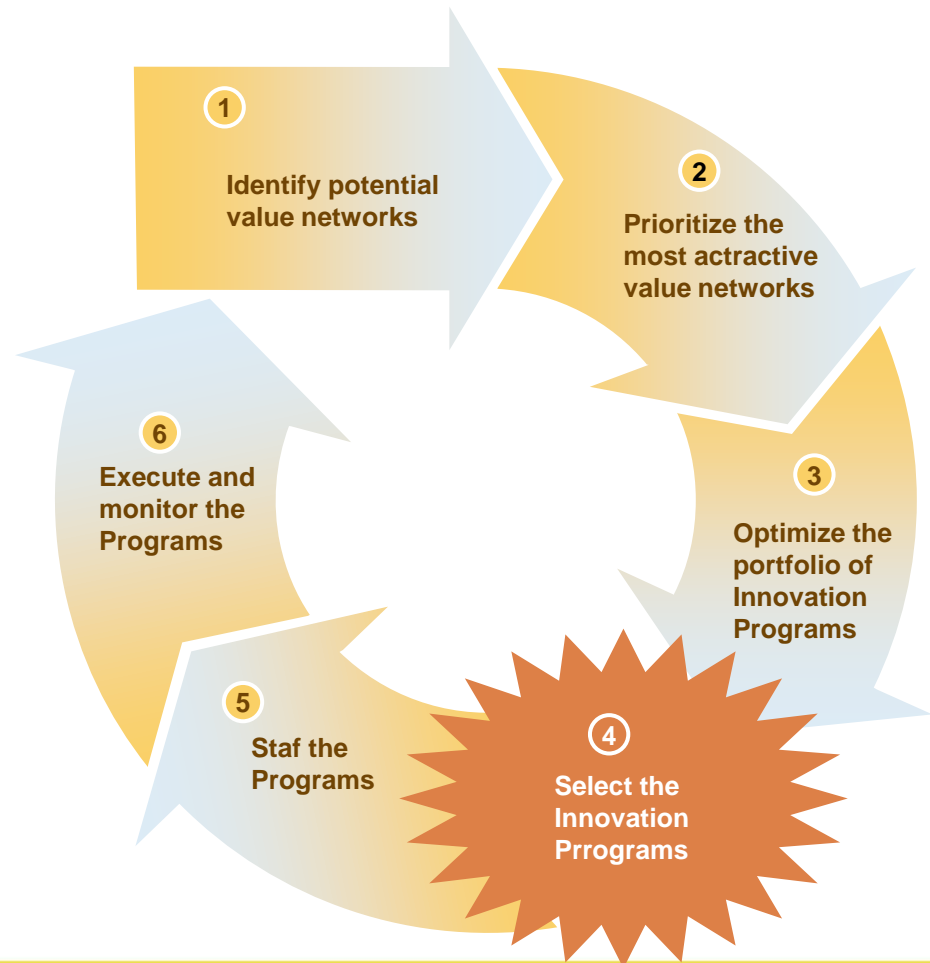 1
Identify potential
value networks
2
Prioritize the
most actractive
value networks
3
Optimize the
portfolio of
Innovation
Programs
4
Select the
Innovation
Prrograms
5
Staf the
Programs
6
Execute and
monitor the
Programs